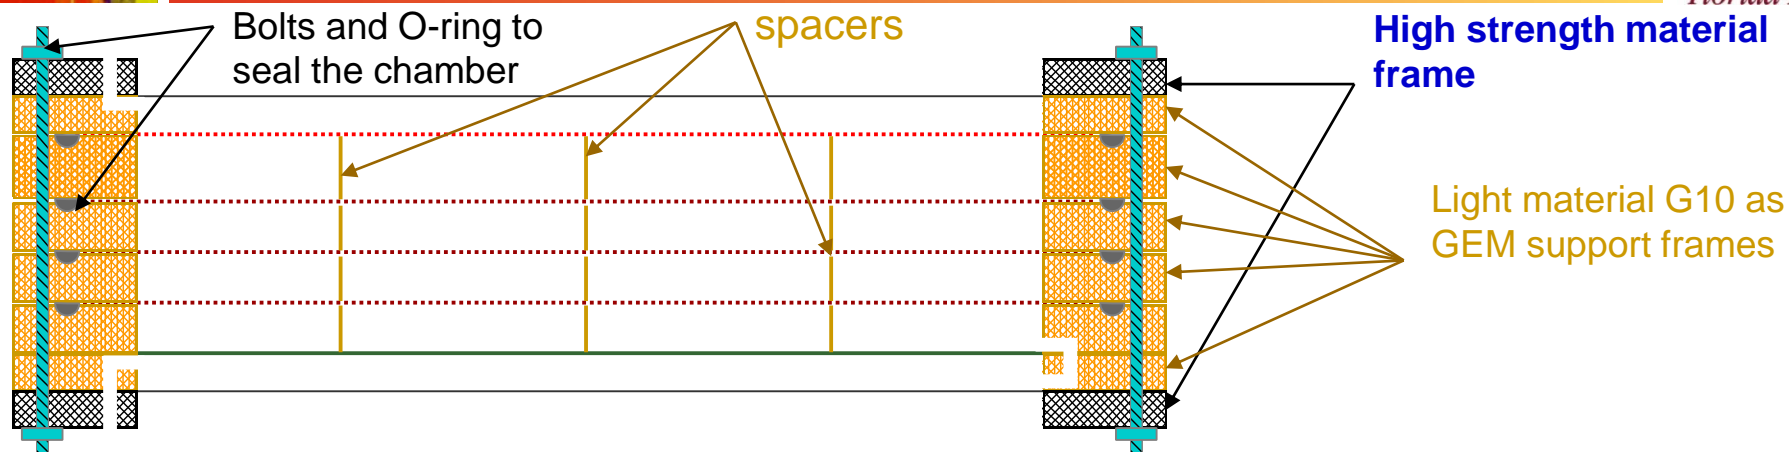 Bolts and O-ring to
seal the chamber
spacers
High strength material
frame
Light material G10 as
GEM support frames